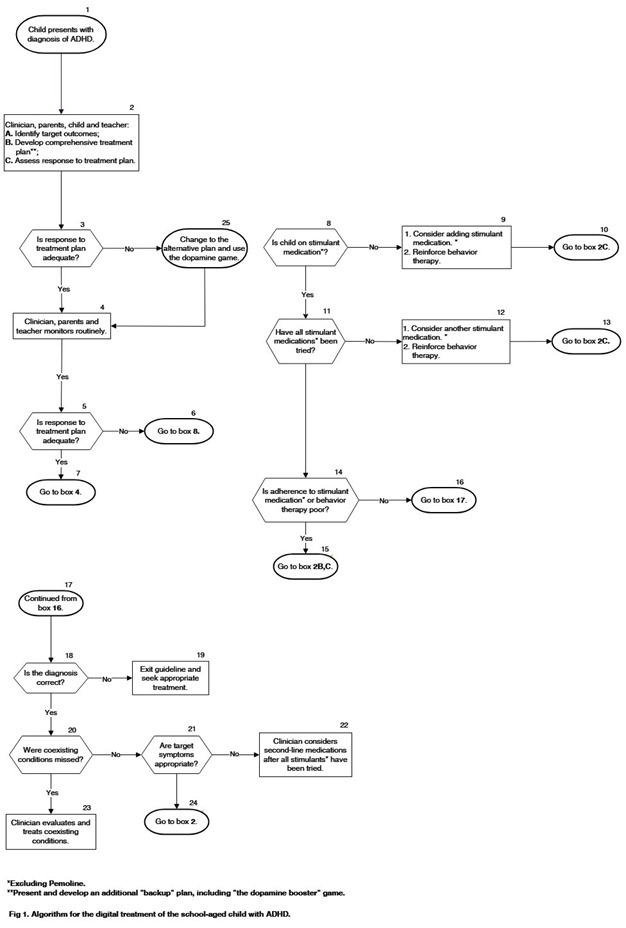 1
Child presents with
diagnosis of ADHD.
2
Clinician, parents, child and teacher:
A. Identify target outcomes;
B. Develop comprehensive treatment
plan**;
C. Assess response to treatment plan.
3
Is response to
treatment plan
adequate?
No
25
Change to the
alternative plan and use
the dopamine game.
Yes
4
Clinician, parents and
teacher monitors routinely.
Yes
5
Is response to
treatment plan
adequate?
No
6
Go to box 8.
Yes
7
Go to box 4.
8
Is child on stimulant
medication*?
No
9
1. Consider adding stimulant
medication. *
2. Reinforce behavior
therapy.
10
Go to box 2C.
Yes
11
Have all stimulant
medications* been
tried?
No
12
1. Consider another stimulant
medication. *
2. Reinforce behavior
therapy.
13
Go to box 2C.
14
Is adherence to stimulant
medication* or behavior
therapy poor?
No
16
Go to box 17.
Yes
15
Go to box 2B,C.
17
Continued from
box 16.
18
Is the diagnosis
correct?
No
19
Exit guideline and
seek appropriate
treatment.
Yes
20
Were coexisting
conditions missed?
No
21
Are target
symptoms
appropriate?
No
22
Clinician considers
second-line medications
after all stimulants* have
been tried.
Yes
23
Clinician evaluates and
treats coexisting
conditions.
24
Go to box 2.
*Excluding Pemoline.
**Present and develop an additional "backup" plan, including "the dopamine booster" game.
Fig 1. Algorithm for the digital treatment of the school-aged child with ADHD.